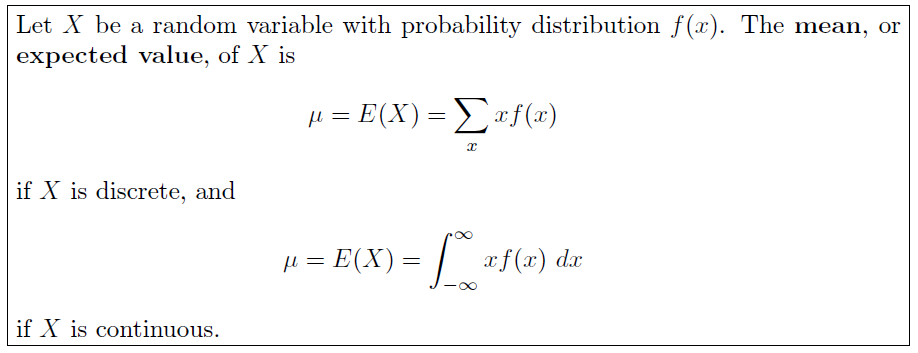 Let X be a random variable with probability distribution f(x). The mean, or
expected value, of X is
μ = E(X) = ∑ₓ xf(x)
if X is discrete, and
μ = E(X) = ∫_{-∞}^{∞} xf(x) dx
if X is continuous.